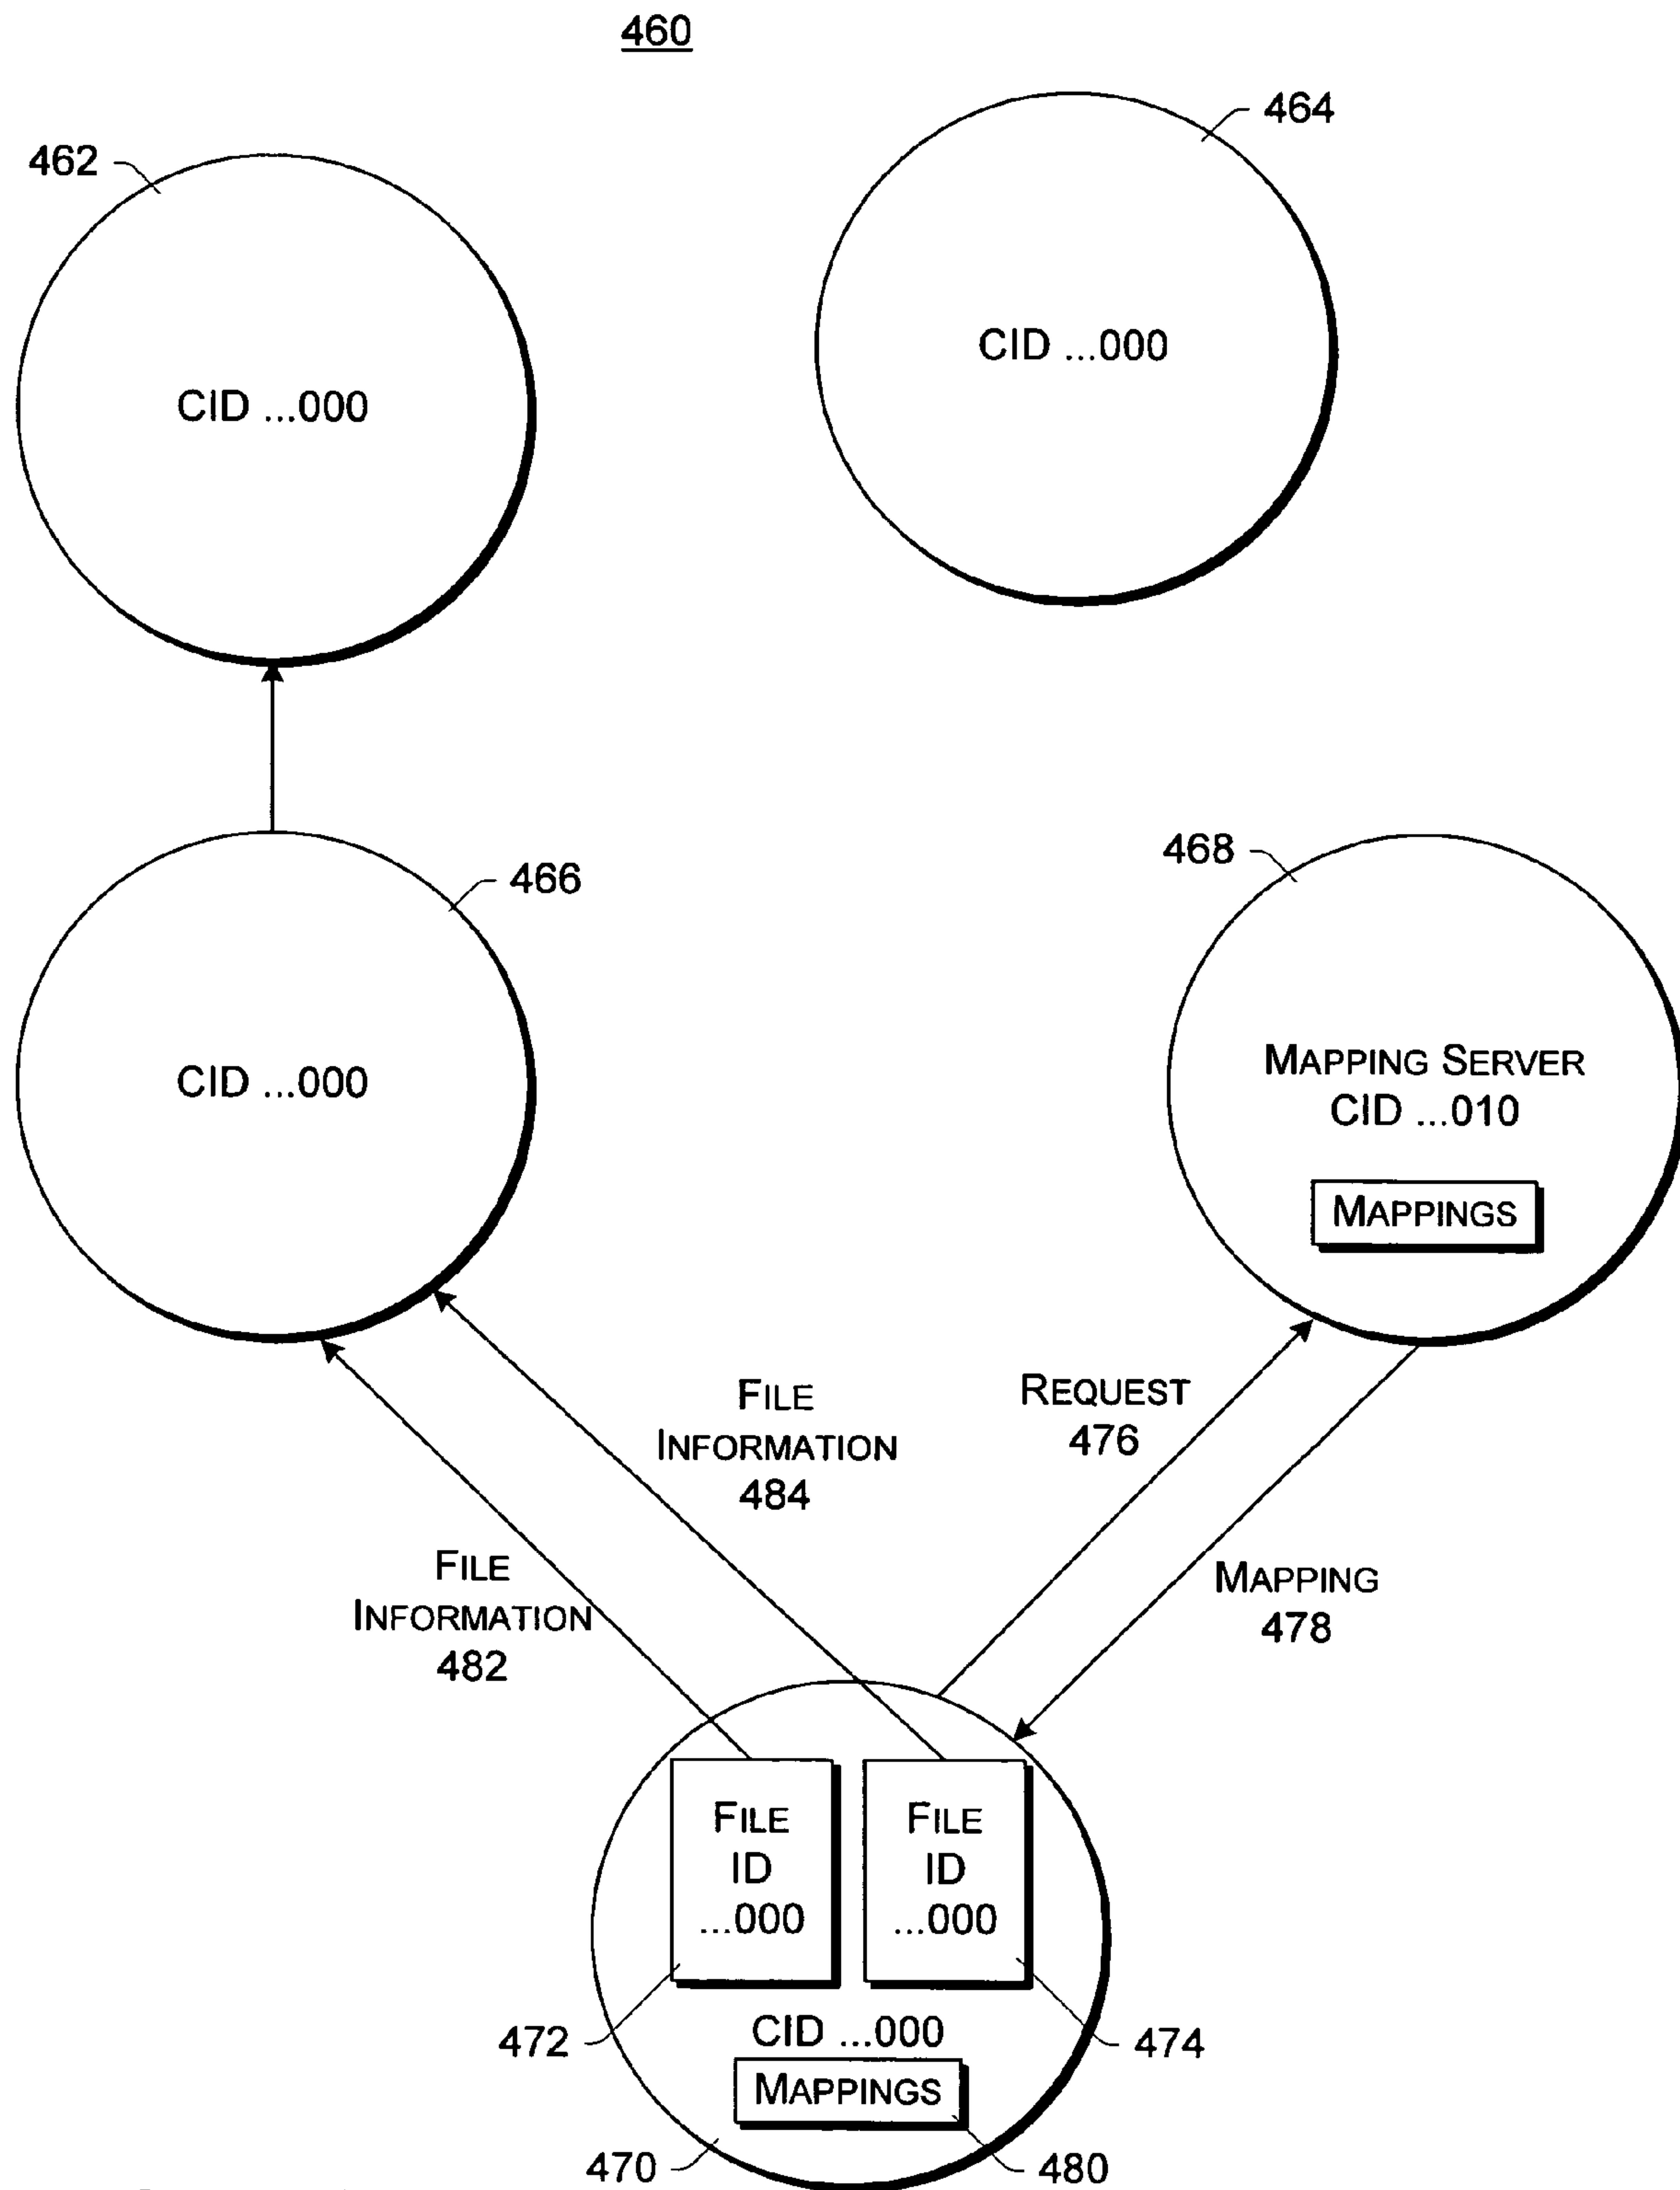 460
464
462
CID ...000
CID ...000
466
468
CID ...000
MAPPING SERVER
CID ...010
MAPPINGS
FILE
INFORMATION
484
REQUEST
476
FILE
INFORMATION
482
MAPPING
478
FILE
ID
...000
FILE
ID
...000
472
CID ...000
474
MAPPINGS
470
480